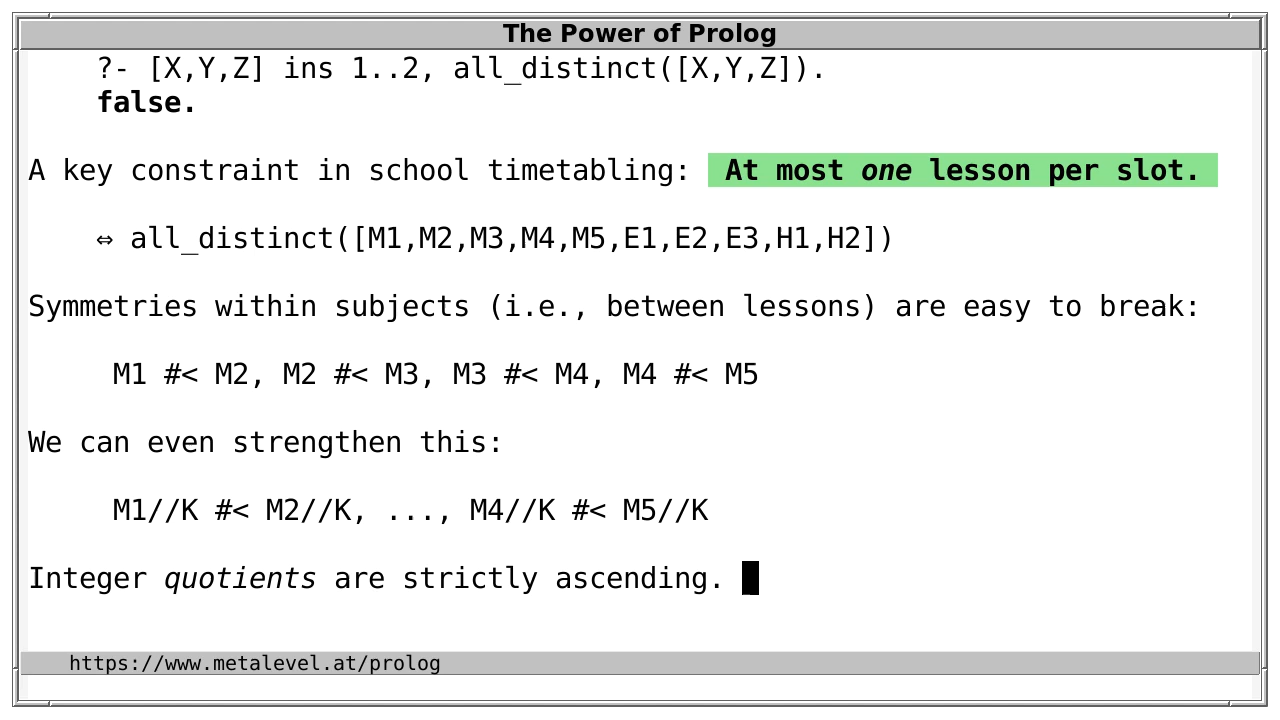 The Power of Prolog
?- [X,Y,Z] ins 1..2, all_distinct([X,Y,Z]).
false.
A key constraint in school timetabling: At most one lesson per slot.
⇔ all_distinct([M1,M2,M3,M4,M5,E1,E2,E3,H1,H2])
Symmetries within subjects (i.e., between lessons) are easy to break:
M1 #< M2, M2 #< M3, M3 #< M4, M4 #< M5
We can even strengthen this:
M1//K #< M2//K, ..., M4//K #< M5//K
Integer quotients are strictly ascending.
https://www.metalevel.at/prolog